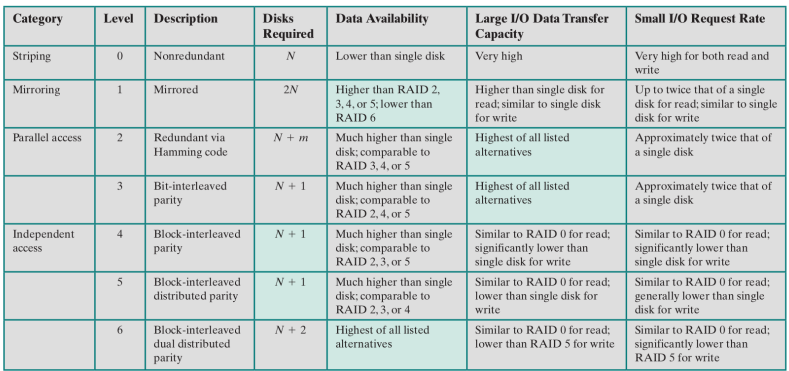 Category Level Description Disks Required Data Availability Large I/O Data Transfer Capacity Small I/O Request Rate
Striping 0 Nonredundant N Lower than single disk Very high Very high for both read and write
Mirroring 1 Mirrored 2N Higher than RAID 2, 3, 4, or 5; lower than RAID 6 Higher than single disk for read; similar to single disk for write Up to twice that of a single disk for read; similar to single disk for write
Parallel access 2 Redundant via Hamming code N + m Much higher than single disk; comparable to RAID 3, 4, or 5 Highest of all listed alternatives Approximately twice that of a single disk
3 Bit-interleaved parity N + 1 Much higher than single disk; comparable to RAID 2, 4, or 5 Highest of all listed alternatives Approximately twice that of a single disk
Independent access 4 Block-interleaved parity N + 1 Much higher than single disk; comparable to RAID 2, 3, or 5 Similar to RAID 0 for read; significantly lower than single disk for write Similar to RAID 0 for read; significantly lower than single disk for write
5 Block-interleaved distributed parity N + 1 Much higher than single disk; comparable to RAID 2, 3, or 4 Similar to RAID 0 for read; lower than single disk for write Similar to RAID 0 for read; generally lower than single disk for write
6 Block-interleaved dual distributed parity N + 2 Highest of all listed alternatives Similar to RAID 0 for read; lower than RAID 5 for write Similar to RAID 0 for read; significantly lower than RAID 5 for write